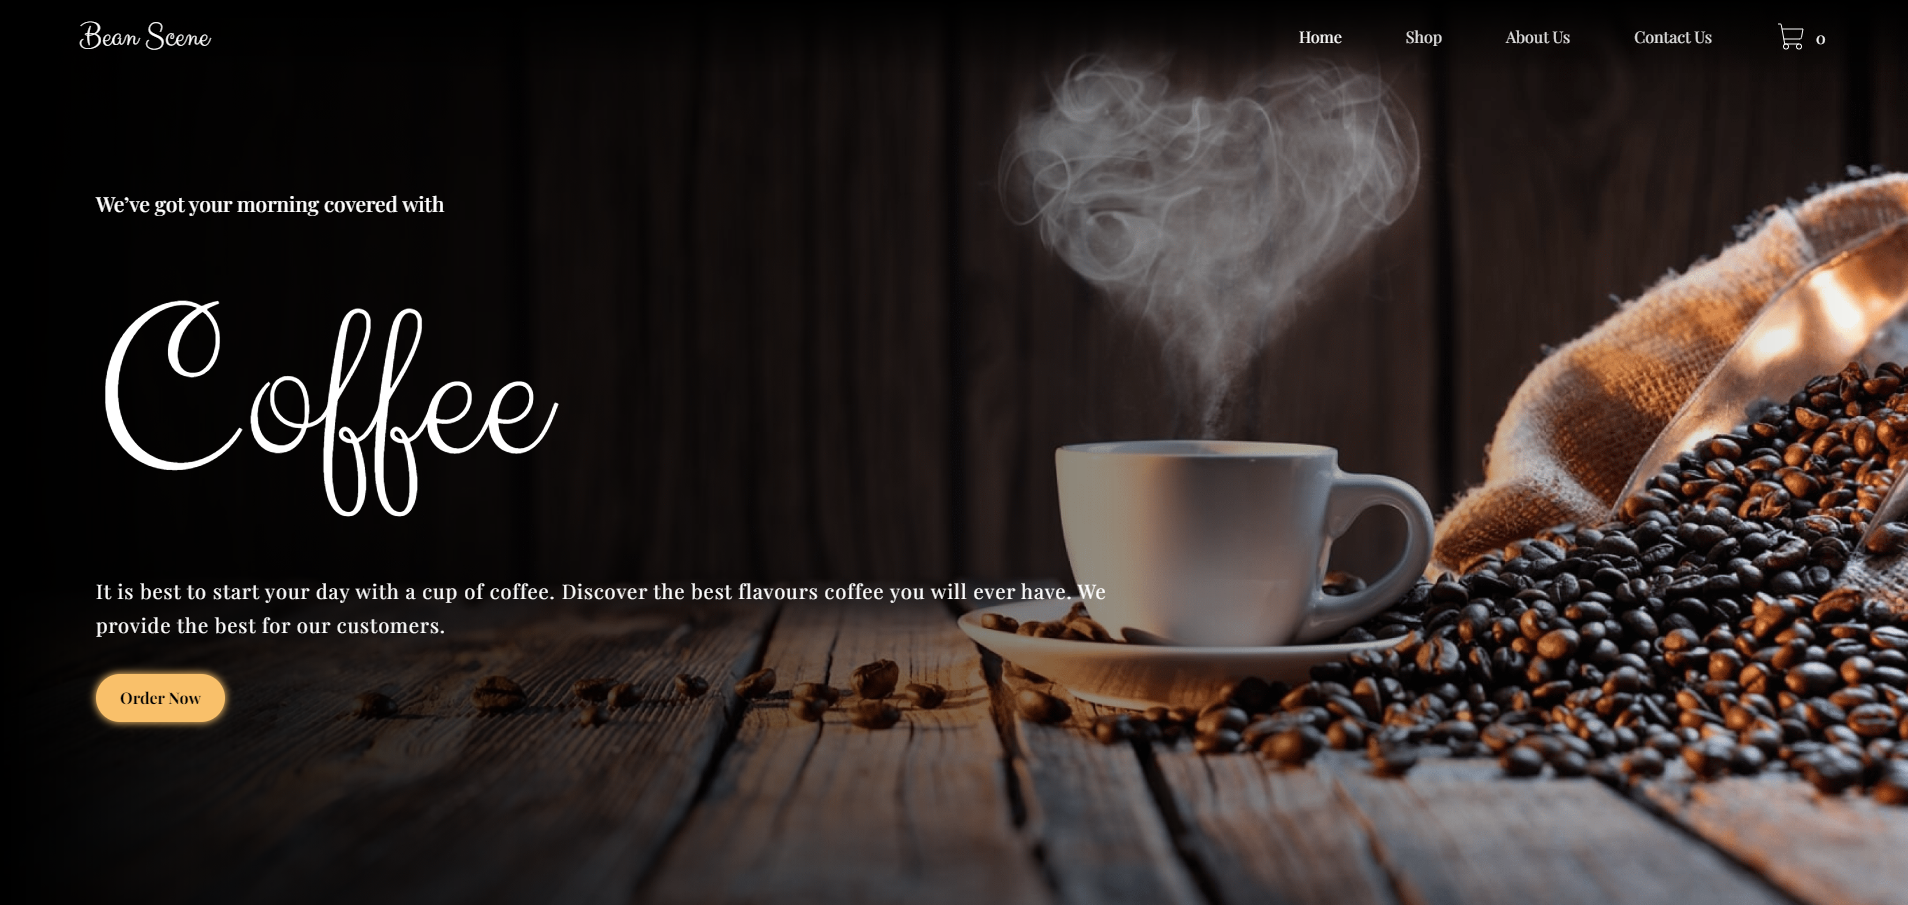 Bean Scene
Home
Shop
About Us
Contact Us
0
We’ve got your morning covered with
Coffee
It is best to start your day with a cup of coffee. Discover the best flavours coffee you will ever have. We
provide the best for our customers.
Order Now